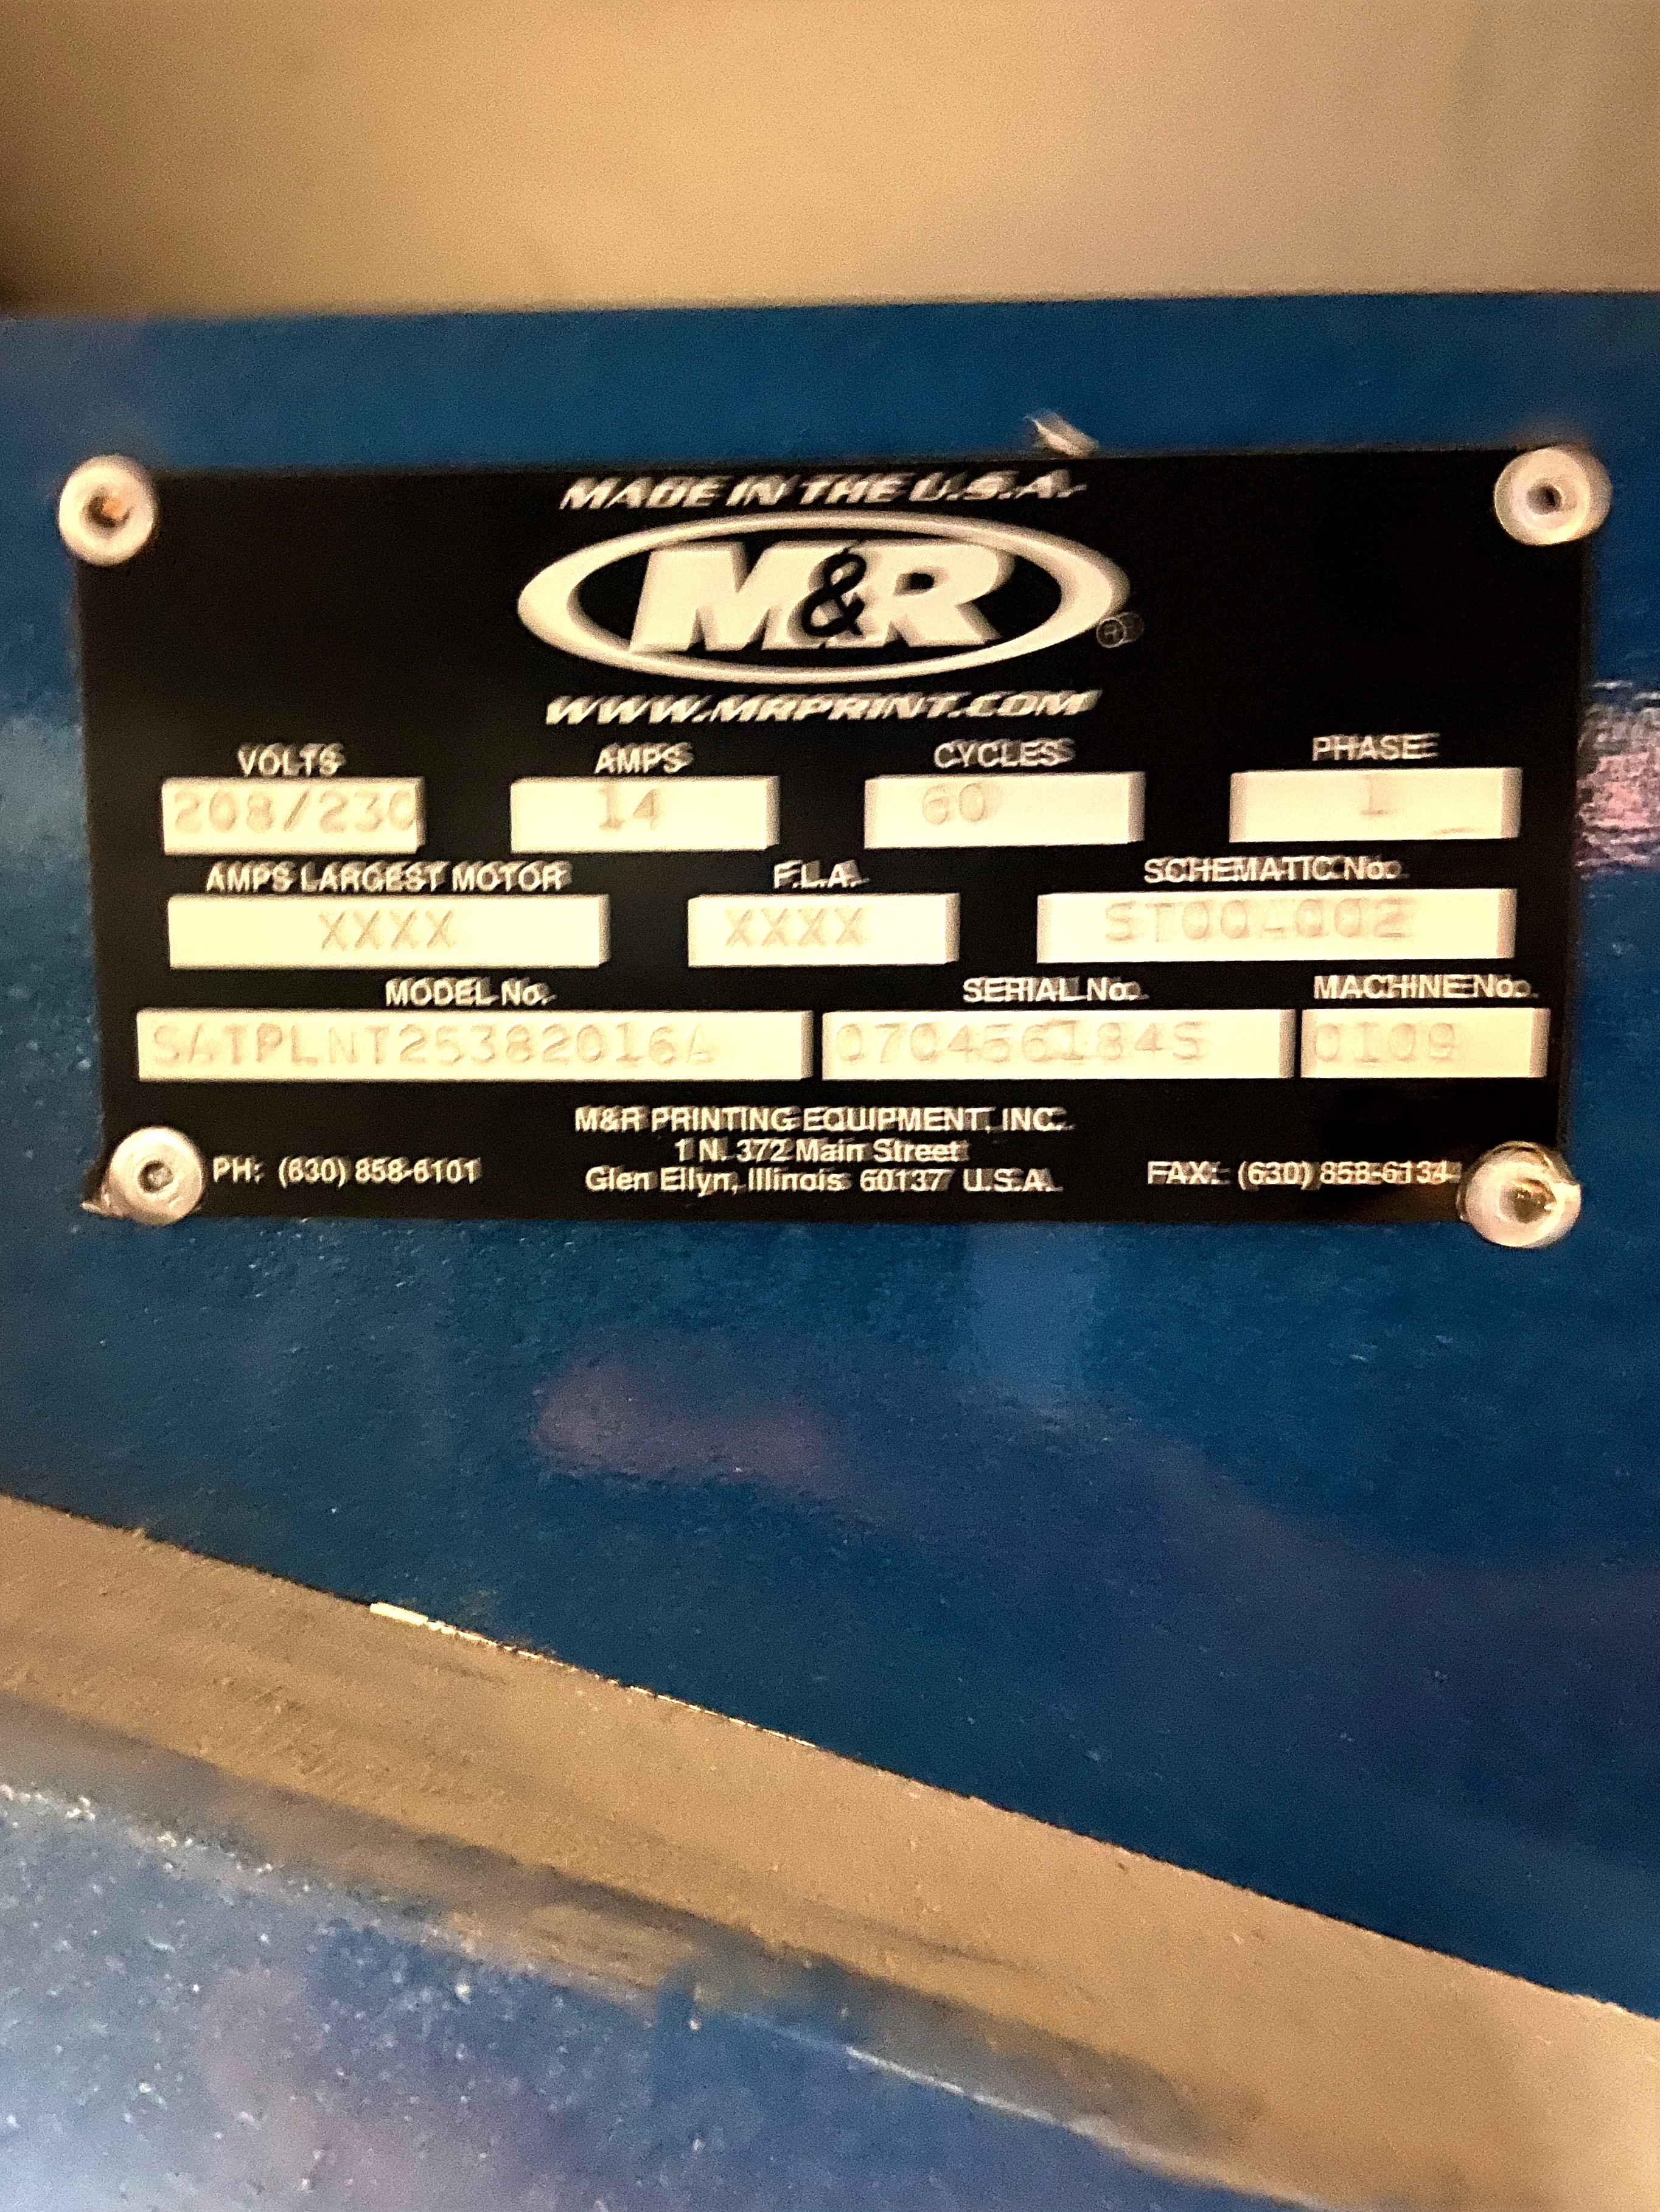 MADE IN THE U.S.A.
M&R®
WWW.MRPRINT.COM
VOLTS AMPS CYCLES PHASE
208/230 14 60 1
AMPS LARGEST MOTOR F.L.A. SCHEMATIC No.
XXXX XXXX
MODEL No. SERIAL No. MACHINE No.
SATPLNT25382016A 070456184S 0109
M&R PRINTING EQUIPMENT, INC.
1 N. 372 Main Street
PH: (630) 858-6101 Glen Ellyn, Illinois 60137 U.S.A. FAX: (630) 858-6134